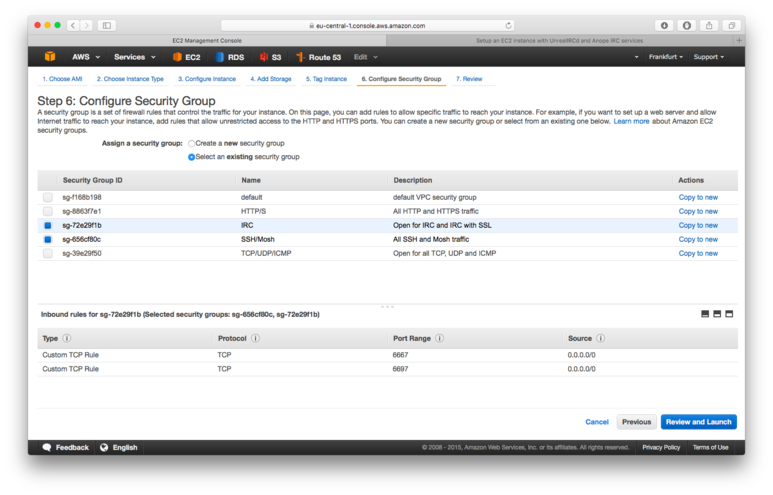 eu-central-1.console.aws.amazon.com
EC2 Management Console
Setup an EC2 instance with UnrealIRCd and Anope IRC services
AWS Services EC2 RDS S3 Route 53 Edit Frankfurt Support
1. Choose AMI 2. Choose Instance Type 3. Configure Instance 4. Add Storage 5. Tag Instance 6. Configure Security Group 7. Review
Step 6: Configure Security Group
A security group is a set of firewall rules that control the traffic for your instance. On this page, you can add rules to allow specific traffic to reach your instance. For example, if you want to set up a web server and allow
Internet traffic to reach your instance, add rules that allow unrestricted access to the HTTP and HTTPS ports. You can create a new security group or select from an existing one below. Learn more about Amazon EC2
security groups.
Assign a security group: Create a new security group
Select an existing security group
Security Group ID Name Description Actions
sg-f168b198 default default VPC security group Copy to new
sg-8863f7e1 HTTP/S All HTTP and HTTPS traffic Copy to new
sg-72e29f1b IRC Open for IRC and IRC with SSL Copy to new
sg-656cf80c SSH/Mosh All SSH and Mosh traffic Copy to new
sg-39e29f50 TCP/UDP/ICMP Open for all TCP, UDP and ICMP Copy to new
Inbound rules for sg-72e29f1b (Selected security groups: sg-656cf80c, sg-72e29f1b)
Type Protocol Port Range Source
Custom TCP Rule TCP 6667 0.0.0.0/0
Custom TCP Rule TCP 6697 0.0.0.0/0
Cancel Previous Review and Launch
Feedback English © 2008 - 2015, Amazon Web Services, Inc. or its affiliates. All rights reserved. Privacy Policy Terms of Use